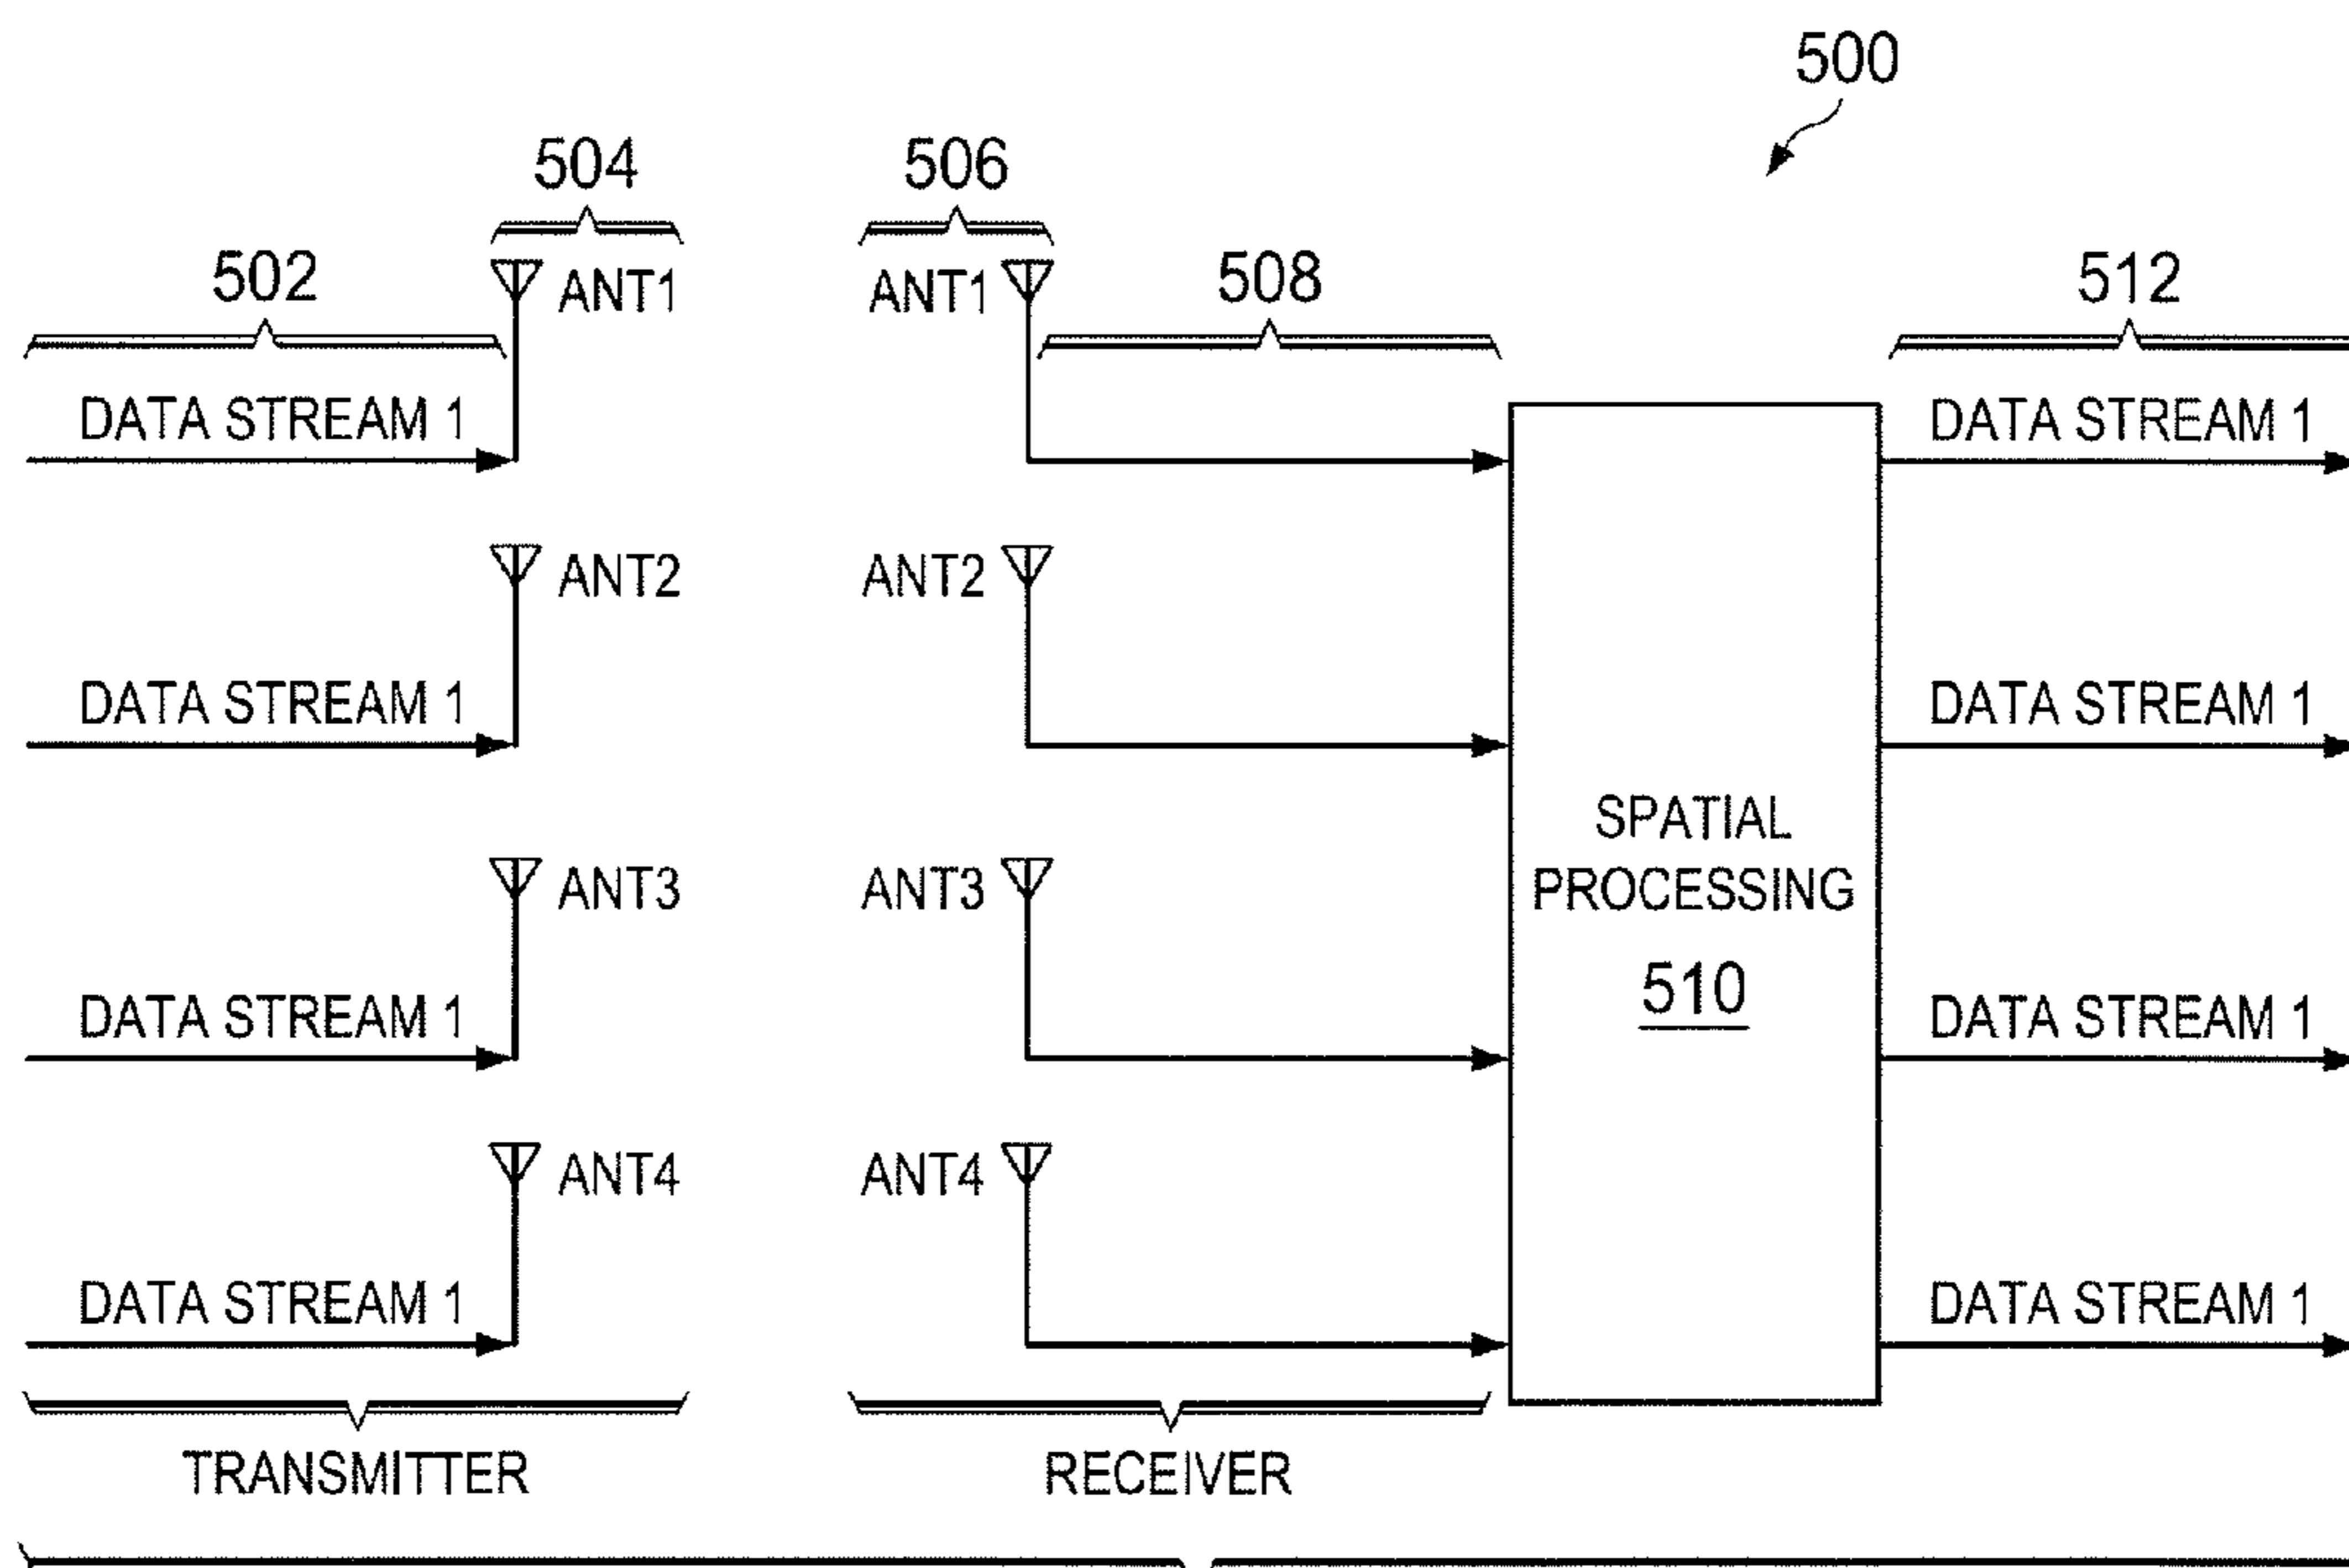 500
504
506
502
ANT1
ANT1
508
512
DATA STREAM 1
DATA STREAM 1
ANT2
ANT2
DATA STREAM 1
DATA STREAM 1
SPATIAL
PROCESSING
510
ANT3
ANT3
DATA STREAM 1
DATA STREAM 1
ANT4
ANT4
DATA STREAM 1
DATA STREAM 1
TRANSMITTER
RECEIVER